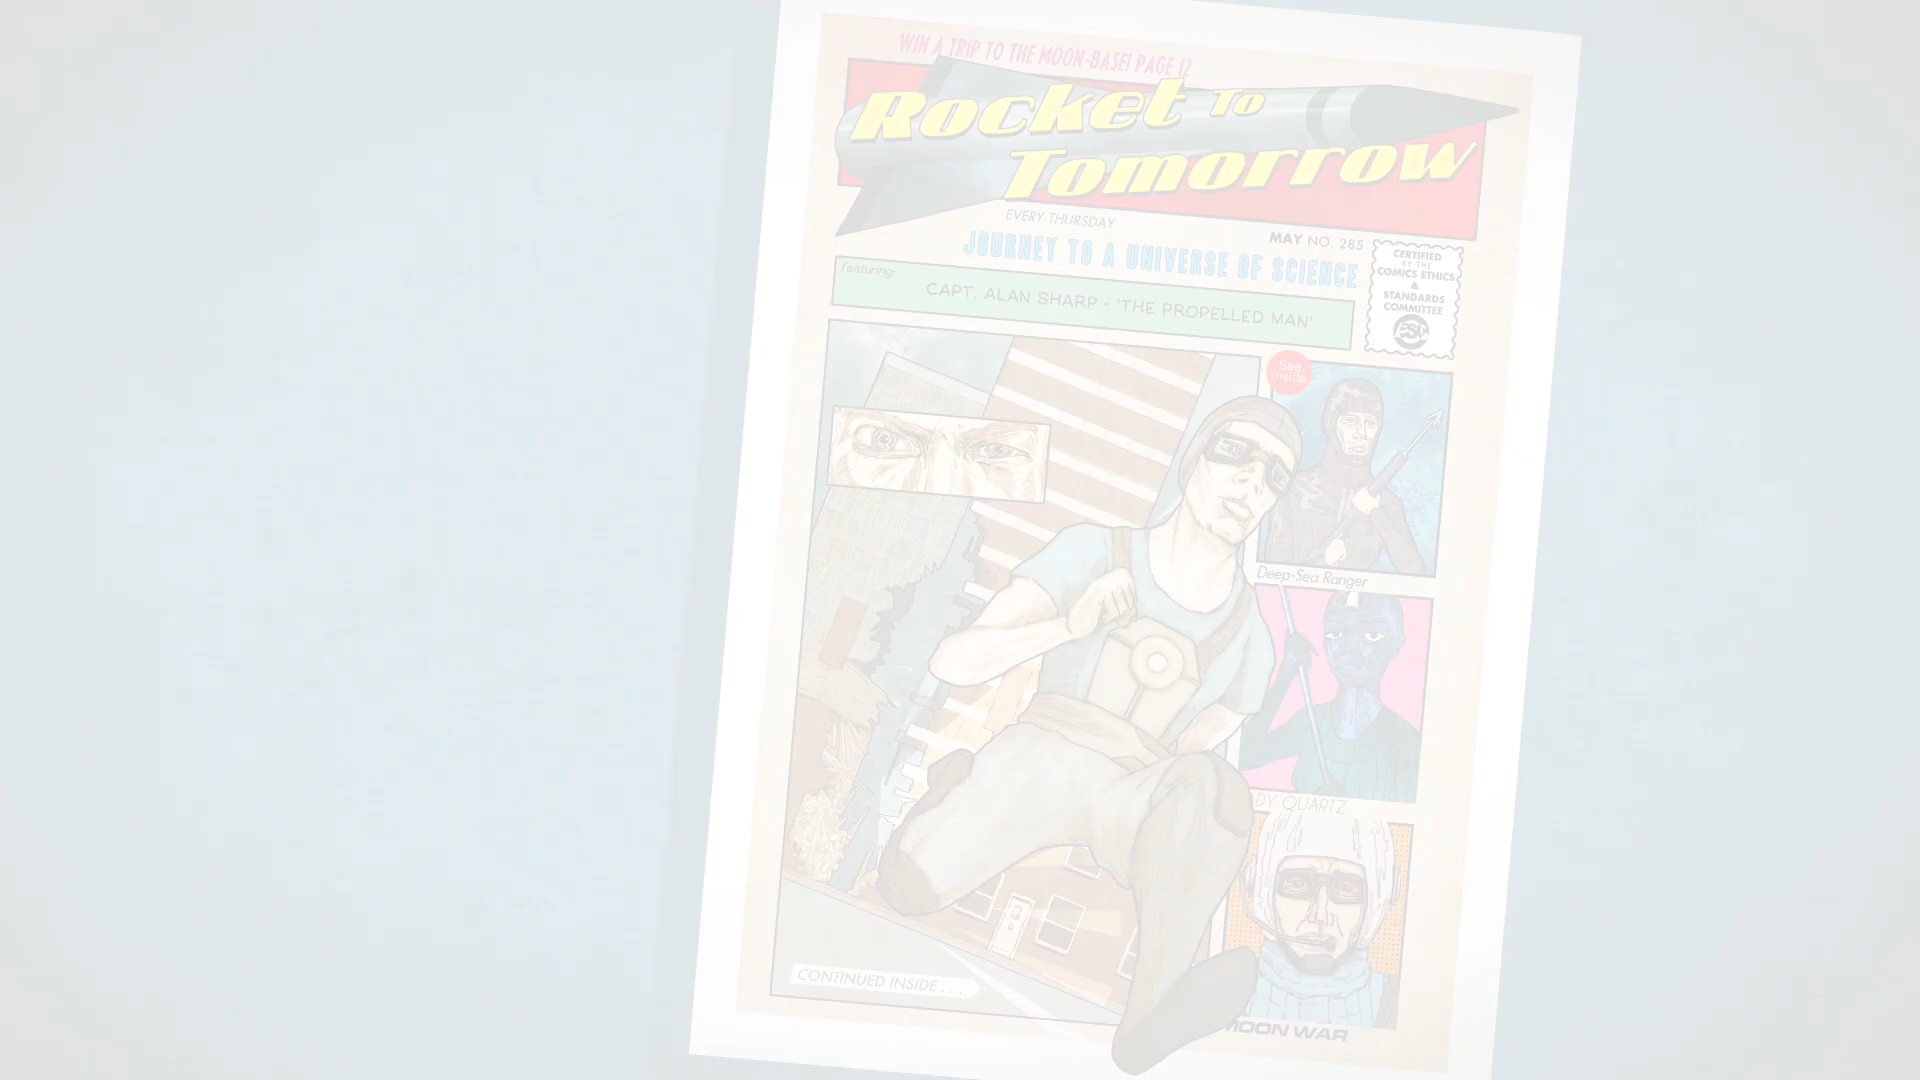 WIN A TRIP TO THE MOON-BASE! PAGE 12
Rocket To
Tomorrow
EVERY THURSDAY
MAY NO. 285
JOURNEY TO A UNIVERSE OF SCIENCE
CERTIFIED
BY THE
COMICS ETHICS
&
STANDARDS
COMMITTEE
featuring:
CAPT. ALAN SHARP - 'THE PROPELLED MAN'
See
Inside
Deep-Sea Ranger
DY QUARTZ
CONTINUED INSIDE . . .
MOON WAR